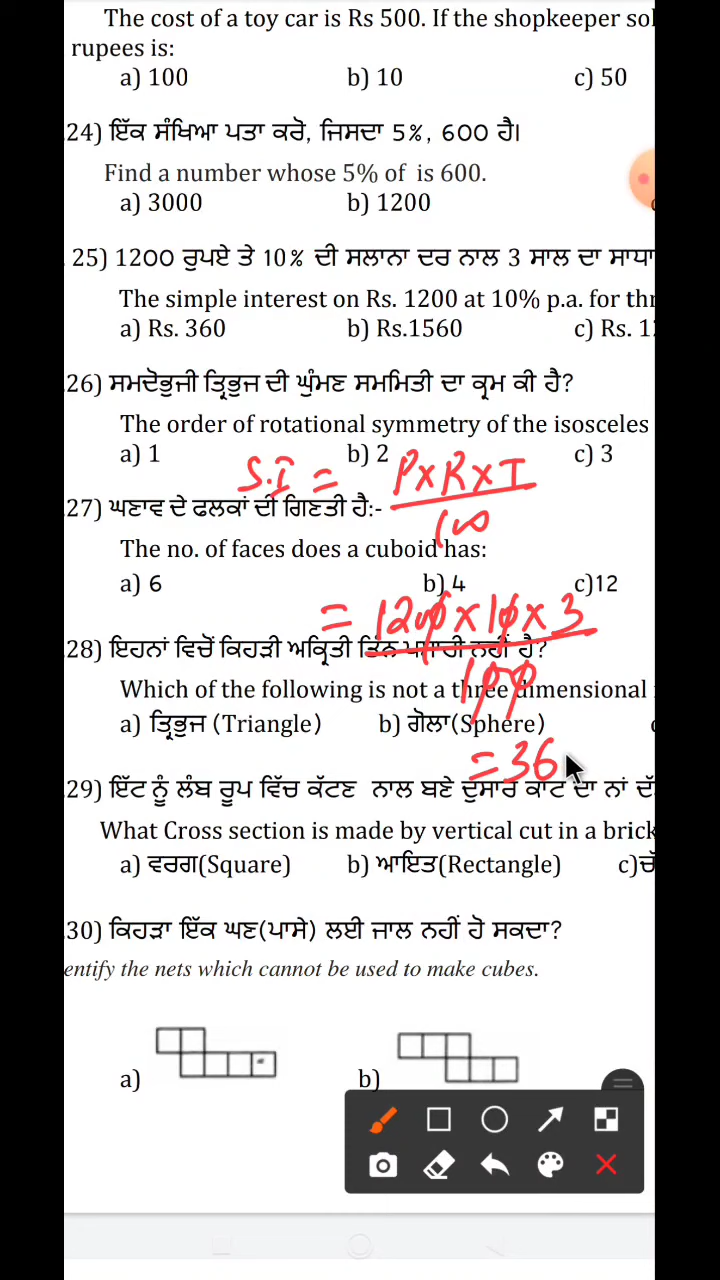 The cost of a toy car is Rs 500. If the shopkeeper sol
rupees is:
a) 100 b) 10 c) 50
24) ਇੱਕ ਸੰਖਿਆ ਪਤਾ ਕਰੋ, ਜਿਸਦਾ 5%, 600 ਹੈ।
Find a number whose 5% of is 600.
a) 3000 b) 1200
25) 1200 ਰੁਪਏ ਤੇ 10% ਦੀ ਸਲਾਨਾ ਦਰ ਨਾਲ 3 ਸਾਲ ਦਾ ਸਾਧਾ
The simple interest on Rs. 1200 at 10% p.a. for thr
a) Rs. 360 b) Rs.1560 c) Rs. 1
26) ਸਮਦੋਭੁਜੀ ਤ੍ਰਿਭੁਜ ਦੀ ਘੁੰਮਣ ਸਮਮਿਤੀ ਦਾ ਕ੍ਰਮ ਕੀ ਹੈ?
The order of rotational symmetry of the isosceles
a) 1 b) 2 c) 3
S.I = P×R×T
100
27) ਘਣਾਵ ਦੇ ਫਲਕਾਂ ਦੀ ਗਿਣਤੀ ਹੈ:-
The no. of faces does a cuboid has:
a) 6 b) 4 c)12
= 1200×10×3
100
28) ਇਹਨਾਂ ਵਿਚੋਂ ਕਿਹੜੀ ਅਕ੍ਰਿਤੀ ਤਿੰਨ ਪਸਾਰੀ ਨਹੀਂ ਹੈ?
Which of the following is not a three dimensional
a) ਤ੍ਰਿਭੁਜ (Triangle) b) ਗੋਲਾ(Sphere)
= 36
29) ਇੱਟ ਨੂੰ ਲੰਬ ਰੂਪ ਵਿੱਚ ਕੱਟਣ ਨਾਲ ਬਣੇ ਦੁਸਾਰ ਕਾਟ ਦਾ ਨਾਂ
What Cross section is made by vertical cut in a brick
a) ਵਰਗ(Square) b) ਆਇਤ(Rectangle) c)
30) ਕਿਹੜਾ ਇੱਕ ਘਣ(ਪਾਸੇ) ਲਈ ਜਾਲ ਨਹੀਂ ਹੋ ਸਕਦਾ?
entify the nets which cannot be used to make cubes.
a) b)